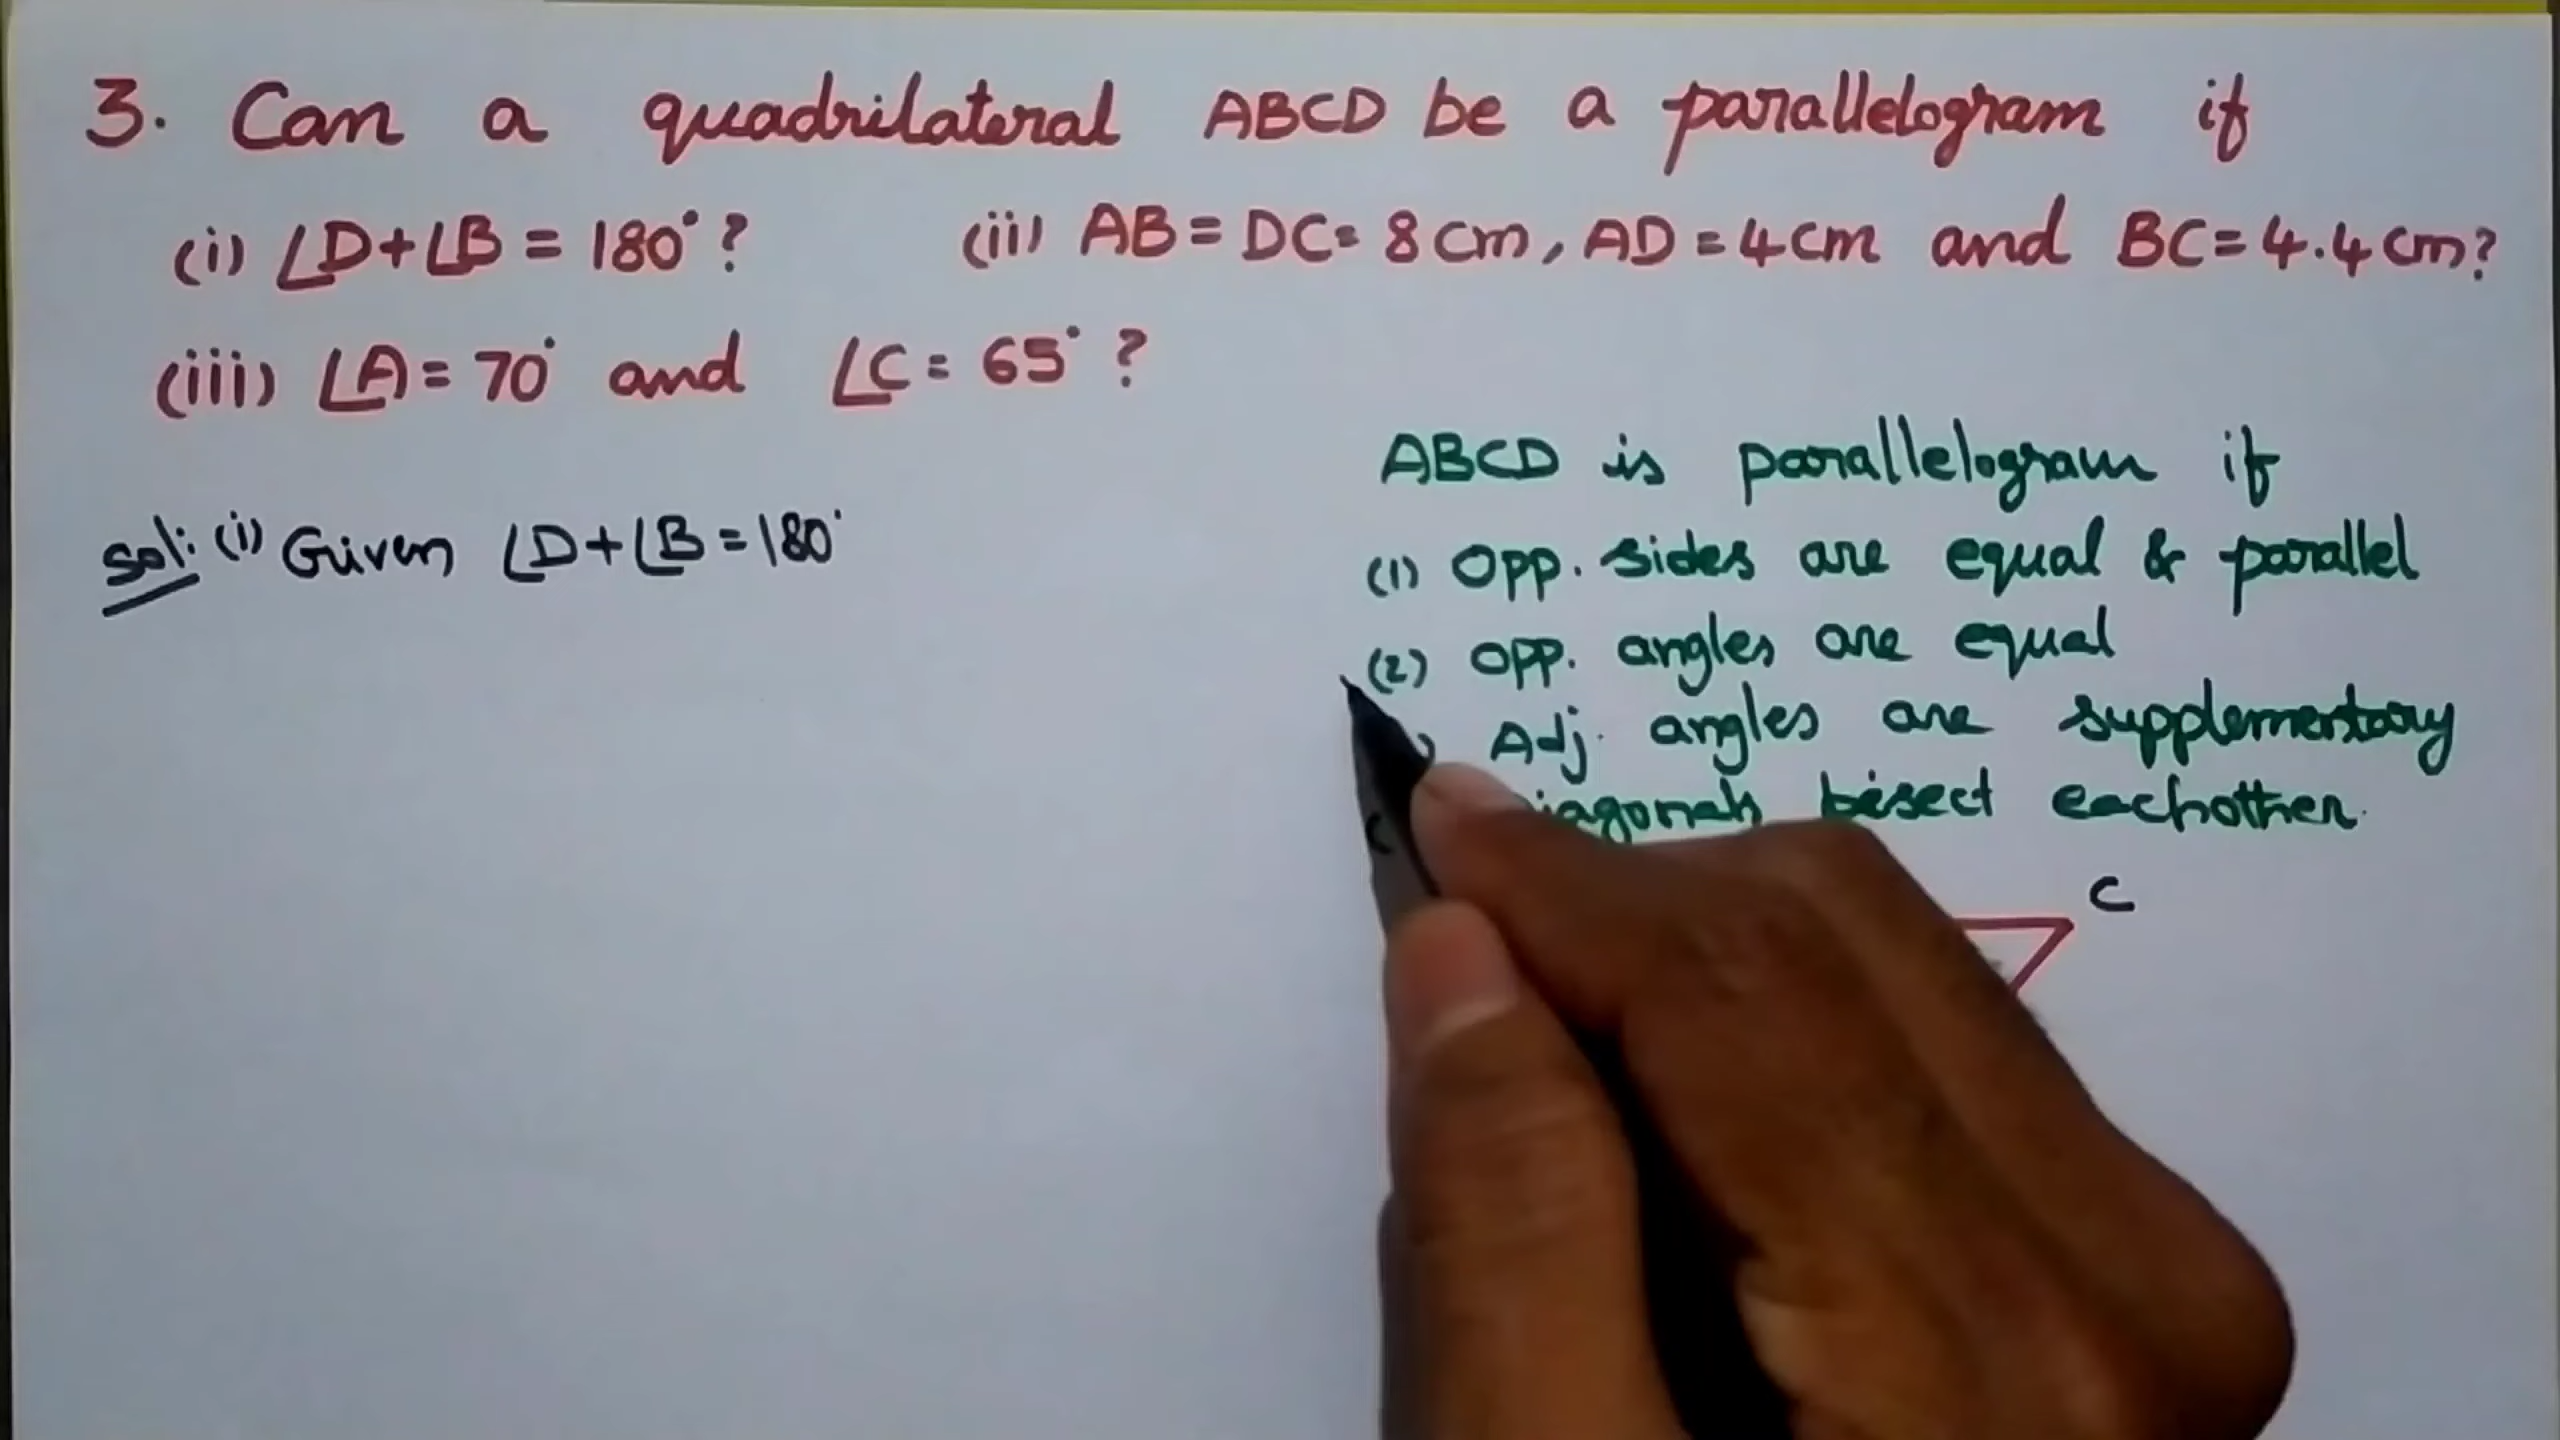 3. Can a quadrilateral ABCD be a parallelogram if
(i) ∠D+∠B = 180°? (ii) AB = DC = 8 cm, AD = 4 cm and BC = 4.4 cm?
(iii) ∠A = 70° and ∠C = 65° ?
ABCD is parallelogram if
Sol: (i) Given ∠D+∠B = 180°
(1) Opp. sides are equal & parallel
(2) Opp. angles are equal
) Adj. angles are supplementary
bisect eachother.
C